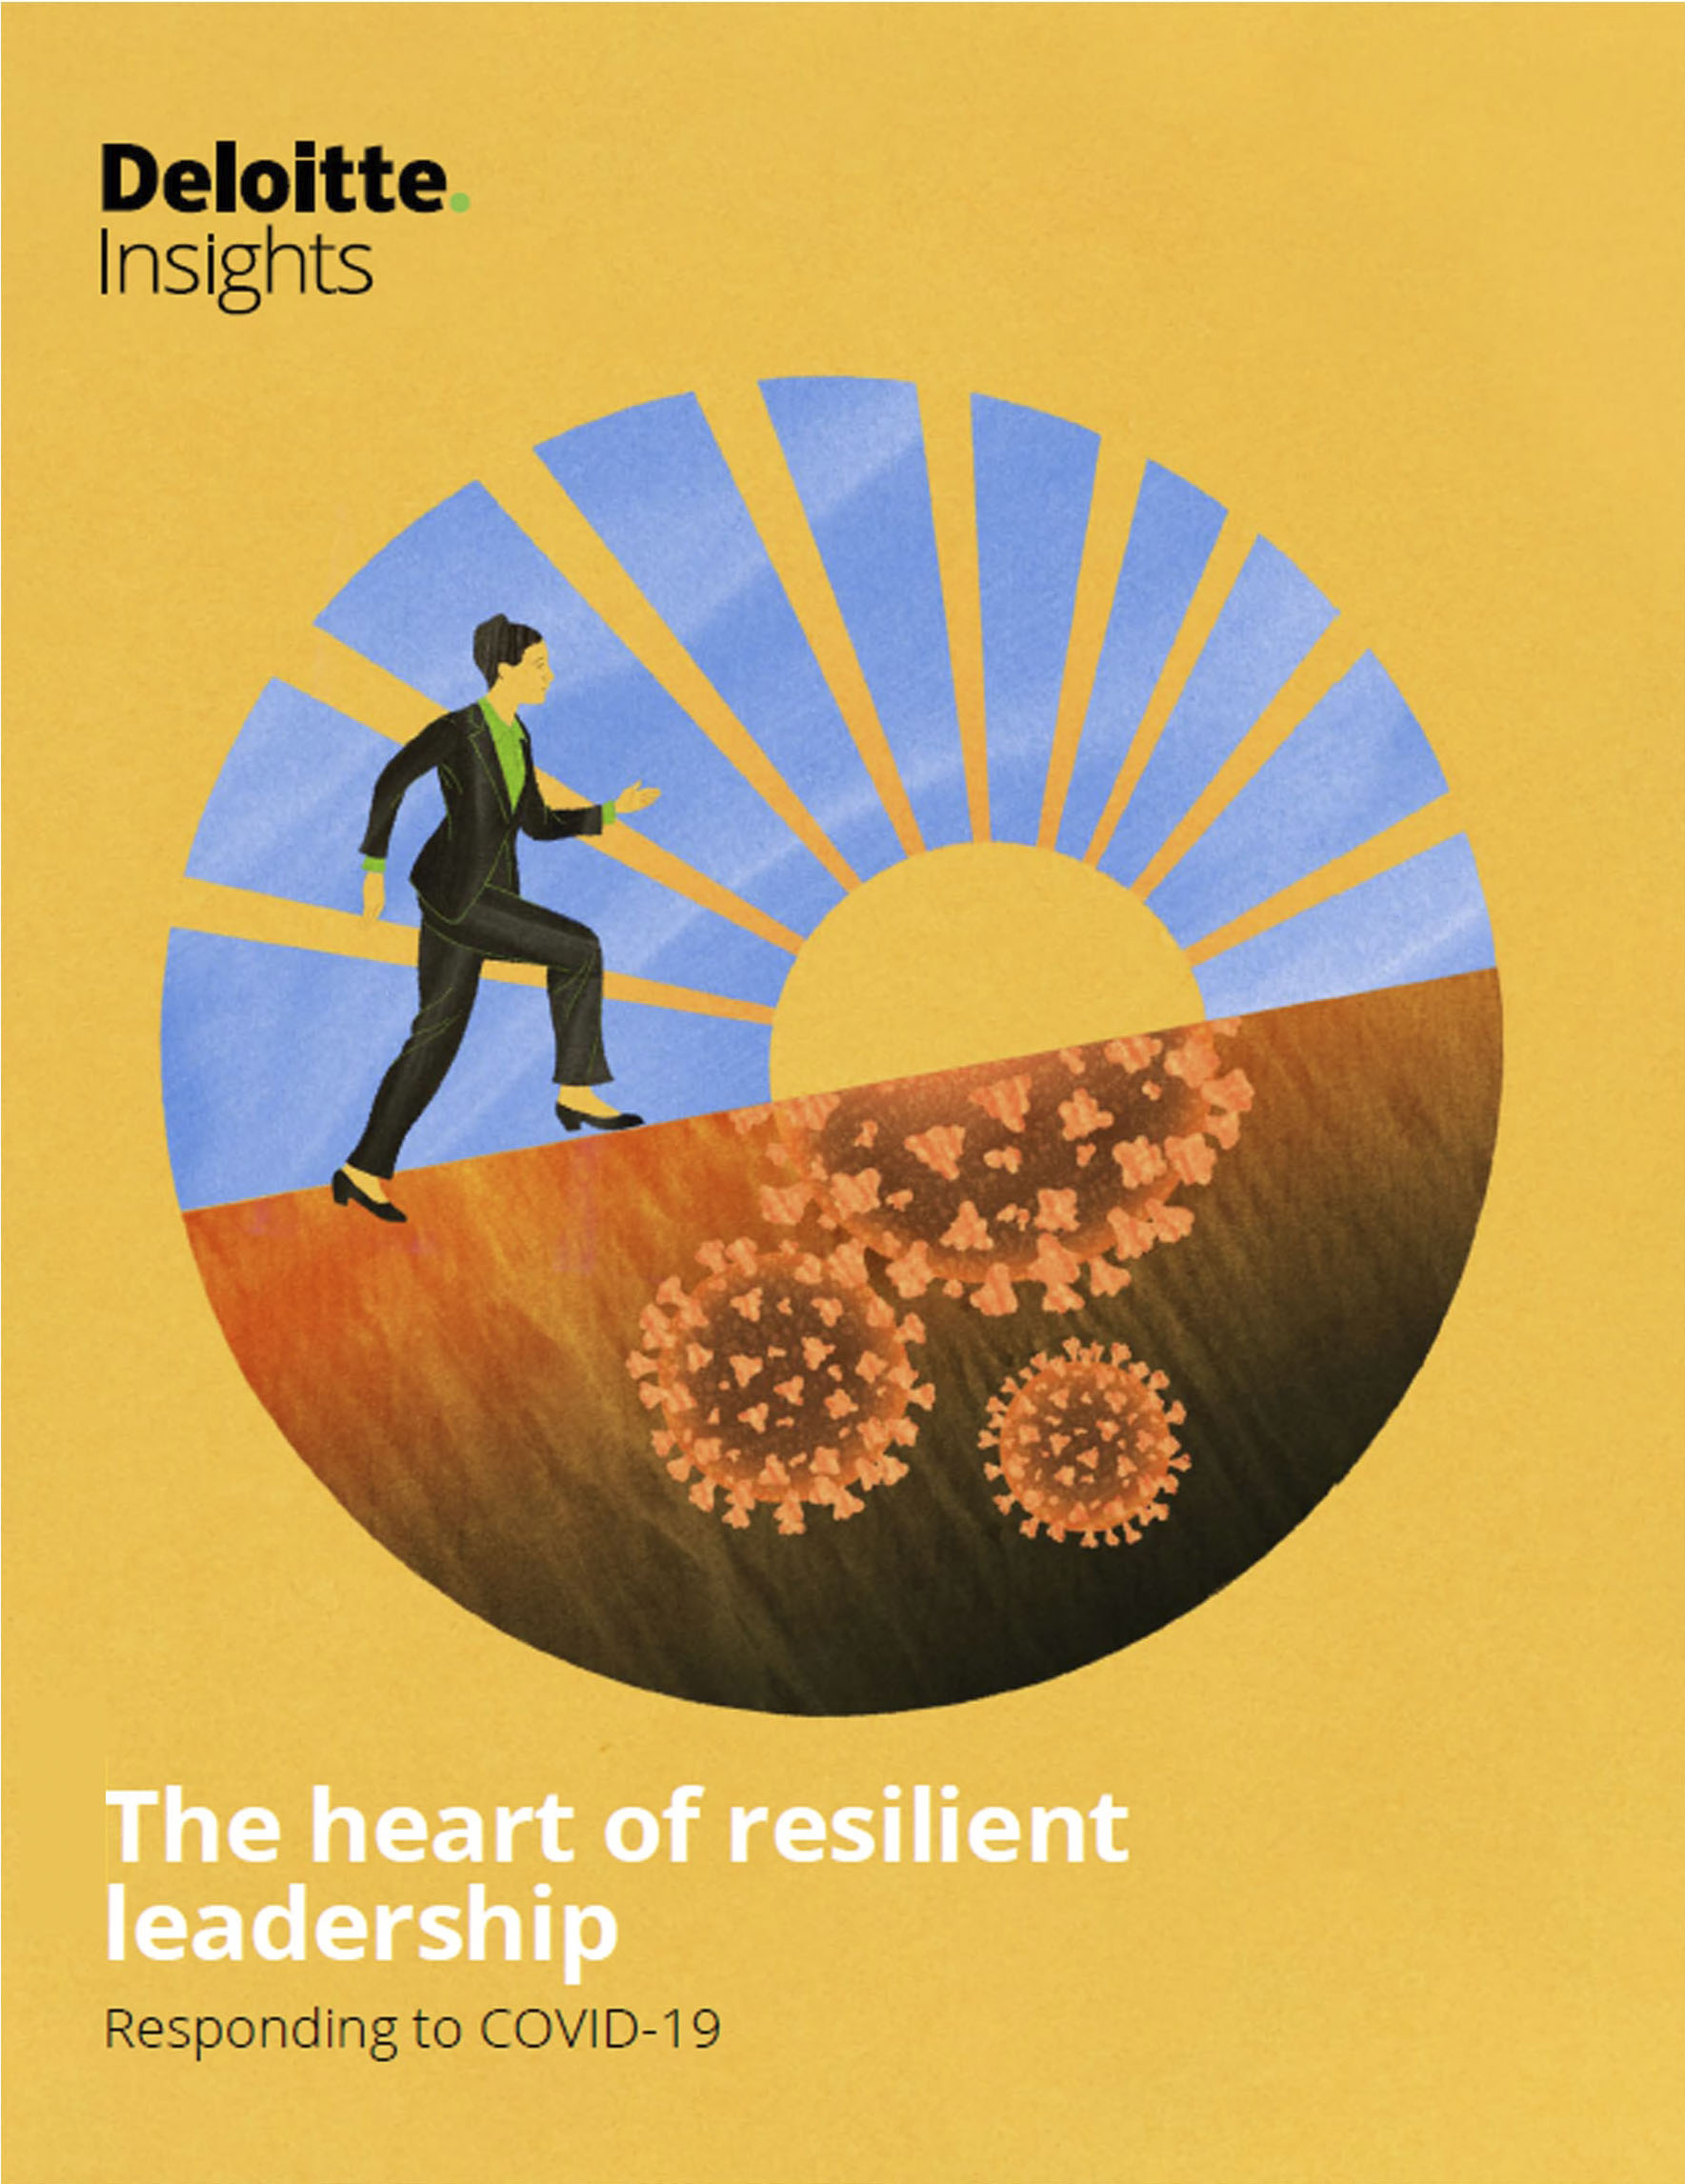 Deloitte.
Insights
The heart of resilient
leadership
Responding to COVID-19